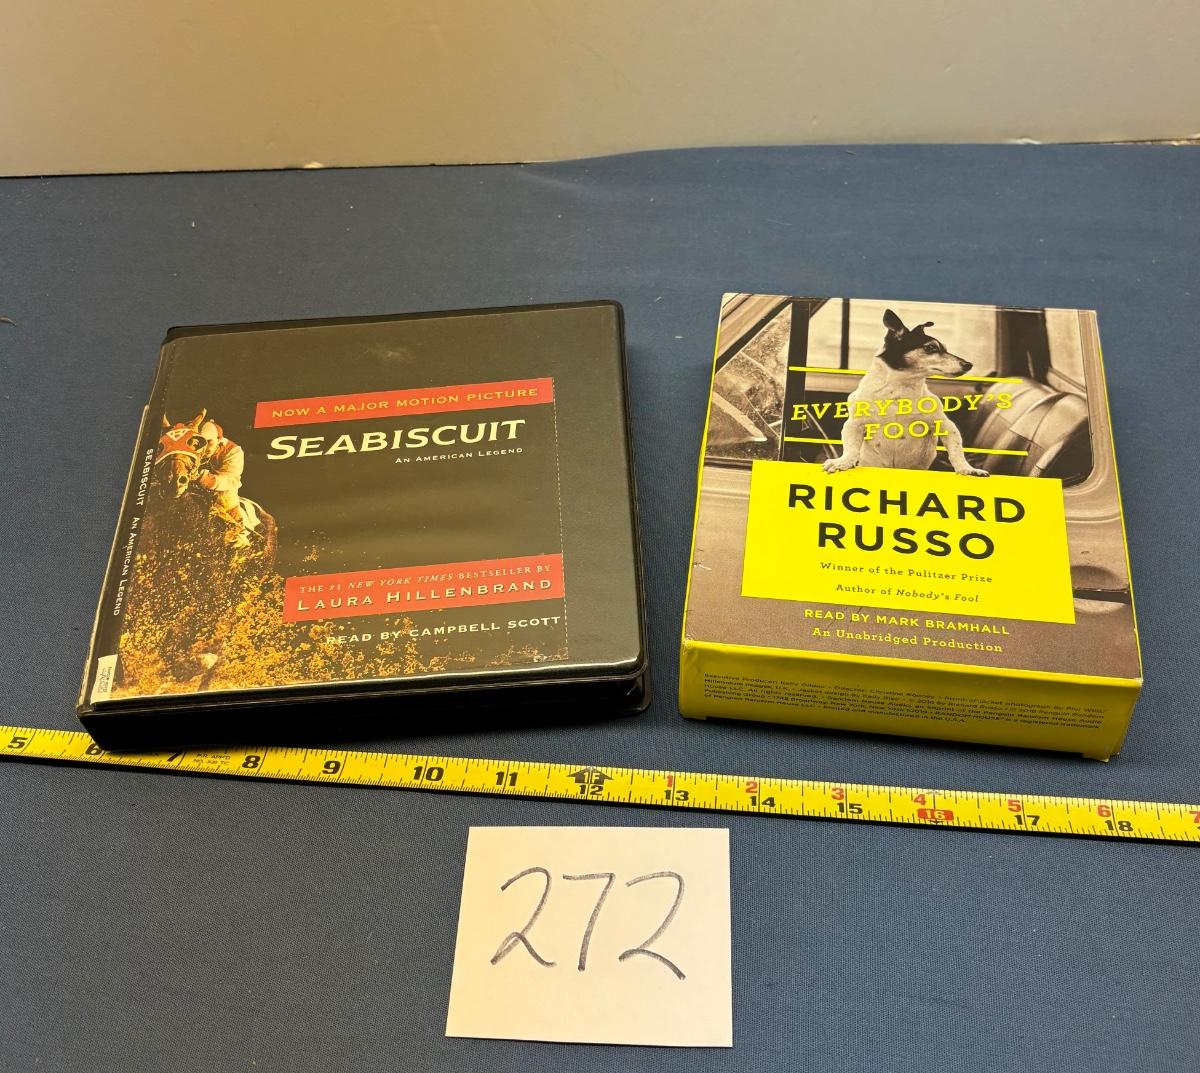 NOW A MAJOR MOTION PICTURE
SEABISCUIT
AN AMERICAN LEGEND
THE #1 NEW YORK TIMES BESTSELLER BY
LAURA HILLENBRAND
READ BY CAMPBELL SCOTT
SEABISCUIT AN AMERICAN LEGEND
EVERYBODY'S
FOOL
RICHARD
RUSSO
Winner of the Pulitzer Prize
Author of Nobody's Fool
READ BY MARK BRAMHALL
An Unabridged Production
5 6 7 8 9 10 11 1F 12 1 13 2 14 3 15 4 16 5 17 6 18 7
272